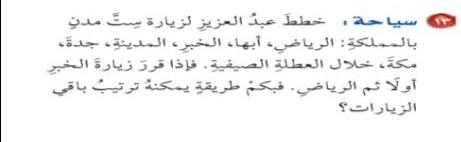 ١٣ سياحة : خططَ عبدُ العزيزِ لزيارة سِتَّ مدنٍ
بالمملكةِ: الرياضِ، أبها، الخبرِ، المدينةِ، جدةَ،
مكةَ، خلال العطلةِ الصيفيةِ. فإذا قررَ زيارةَ الخبرِ
أولًا ثم الرياضِ. فبكمْ طريقةٍ يمكنهُ ترتيبُ باقي
الزيارات؟